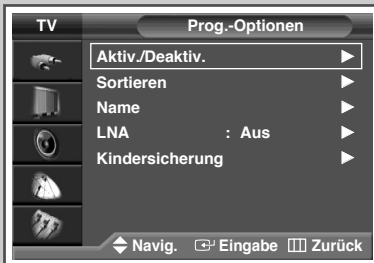 TV Prog.-Optionen
Aktiv./Deaktiv.
Sortieren
Name
LNA : Aus
Kindersicherung
Navig. Eingabe Zurück